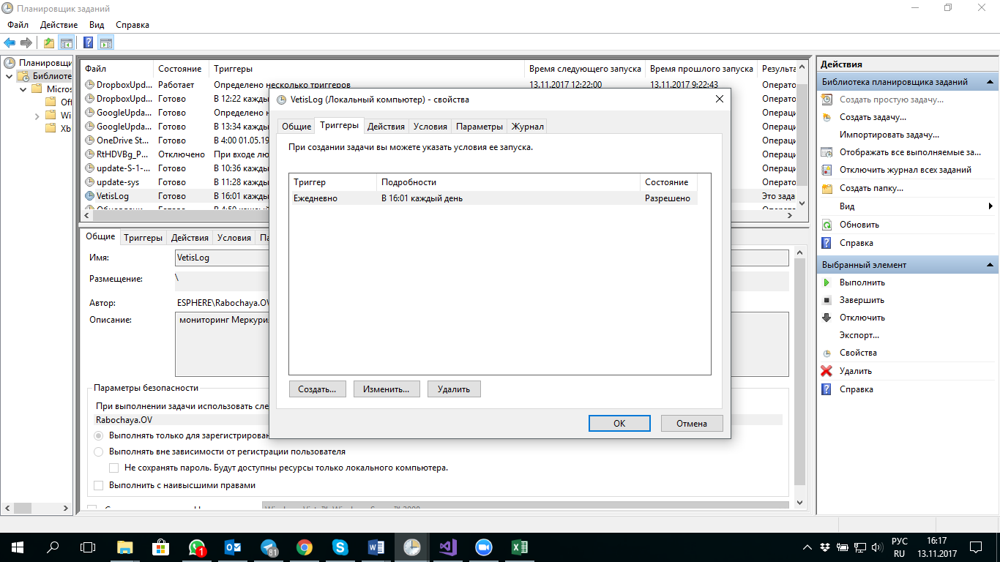 Планировщик заданий
Файл Действие Вид Справка
Планировщи
Библиоте
Micros
Of
Wi
Xb
Файл Состояние Триггеры Время следующего запуска Время прошлого запуска Результа
DropboxUpd... Работает Определено несколько триггеров 13.11.2017 12:22:00 13.11.2017 9:22:43 Операто
DropboxUpd... Готово В 12:22 кажды Операто
GoogleUpda... Готово Определено н Операц
GoogleUpda... Готово В 13:34 кажды Операц
OneDrive St... Готово В 4:00 01.05.19 Операц
RtHDVBg_P... Отключено При входе лю Операц
update-S-1-... Готово В 10:36 кажды Операц
update-sys Готово В 11:28 кажды Операто
VetisLog Готово В 16:01 кажды Это зада
VetisLog (Локальный компьютер) - свойства
Общие Триггеры Действия Условия Параметры Журнал
При создании задачи вы можете указать условия ее запуска.
Триггер Подробности Состояние
Ежедневно В 16:01 каждый день Разрешено
Создать... Изменить... Удалить
ОК Отмена
Общие Триггеры Действия Условия Па
Имя: VetisLog
Размещение: \
Автор: ESPHERE\Rabochaya.OV
Описание: мониторинг Меркури
Параметры безопасности
При выполнении задачи использовать сле
Rabochaya.OV
Выполнять только для зарегистрирован
Выполнять вне зависимости от регистрации пользователя
Не сохранять пароль. Будут доступны ресурсы только локального компьютера.
Выполнить с наивысшими правами
Действия
Библиотека планировщика заданий
Создать простую задачу...
Создать задачу...
Импортировать задачу...
Отображать все выполняемые за...
Отключить журнал всех заданий
Создать папку...
Вид
Обновить
Справка
Выбранный элемент
Выполнить
Завершить
Отключить
Экспорт...
Свойства
Удалить
Справка
1
81
РУС
RU
16:17
13.11.2017